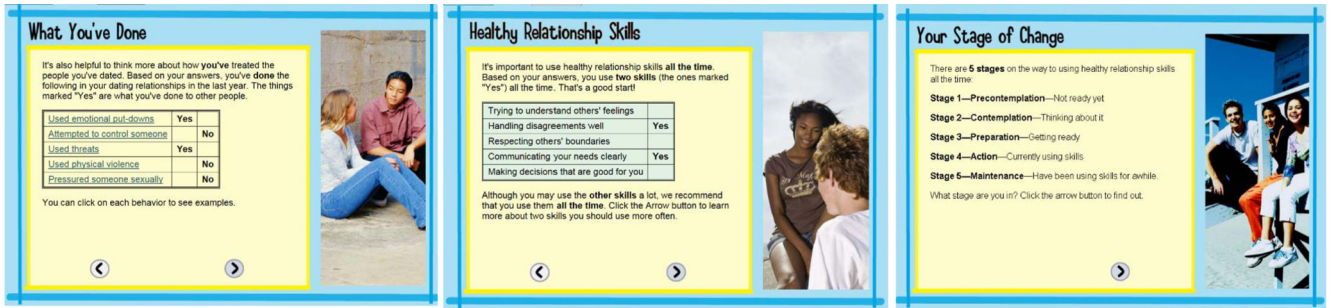 What You've Done
It's also helpful to think more about how you've treated the
people you've dated. Based on your answers, you've done the
following in your dating relationships in the last year. The things
marked "Yes" are what you've done to other people.
Used emotional put-downs Yes
Attempted to control someone No
Used threats Yes
Used physical violence No
Pressured someone sexually No
You can click on each behavior to see examples.
Healthy Relationship Skills
It's important to use healthy relationship skills all the time.
Based on your answers, you use two skills (the ones marked
"Yes") all the time. That's a good start!
Trying to understand others' feelings
Handling disagreements well Yes
Respecting others' boundaries
Communicating your needs clearly Yes
Making decisions that are good for you
Although you may use the other skills a lot, we recommend
that you use them all the time. Click the Arrow button to learn
more about two skills you should use more often.
Your Stage of Change
There are 5 stages on the way to using healthy relationship skills
all the time:
Stage 1—Precontemplation—Not ready yet
Stage 2—Contemplation—Thinking about it
Stage 3—Preparation—Getting ready
Stage 4—Action—Currently using skills
Stage 5—Maintenance—Have been using skills for awhile.
What stage are you in? Click the arrow button to find out.